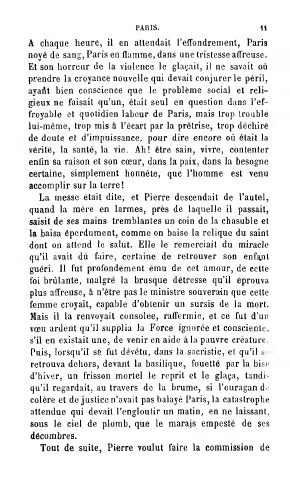 PARIS. 11
A chaque heure, il en attendait l'effondrement, Paris
noyé de sang, Paris en flamme, dans une tristesse affreuse.
Et son horreur de la violence le glaçait, il ne savait où
prendre la croyance nouvelle qui devait conjurer le péril,
ayant bien conscience que le problème social et reli-
gieux ne faisait qu'un, était seul en question dans l'ef-
froyable et quotidien labeur de Paris, mais trop troublé
lui-même, trop mis à l'écart par la prêtrise, trop déchiré
de doute et d'impuissance, pour dire encore où était la
vérité, la santé, la vie. Ah! être sain, vivre, contenter
enfin sa raison et son cœur, dans la paix, dans la besogne
certaine, simplement honnête, que l'homme est venu
accomplir sur la terre!
La messe était dite, et Pierre descendait de l'autel,
quand la mère en larmes, près de laquelle il passait,
saisit de ses mains tremblantes un coin de la chasuble et
la baisa éperdument, comme on baise la relique du saint
dont on attend le salut. Elle le remerciait du miracle
qu'il avait dû faire, certaine de retrouver son enfant
guéri. Il fut profondément ému de cet amour, de cette
foi brûlante, malgré la brusque détresse qu'il éprouva
plus affreuse, à n'être pas le ministre souverain que cette
femme croyait, capable d'obtenir un sursis de la mort.
Mais il la renvoyait consolée, raffermie, et ce fut d'un
vœu ardent qu'il supplia la Force ignorée et consciente,
s'il en existait une, de venir en aide à la pauvre créature.
Puis, lorsqu'il se fut dévêtu, dans la sacristie, et qu'il s
retrouva dehors, devant la basilique, fouetté par la bise
d'hiver, un frisson mortel le reprit et le glaça, tandi
qu'il regardait, au travers de la brume, si l'ouragan d
colère et de justice n'avait pas balayé Paris, la catastrophe
attendue qui devait l'engloutir un matin, en ne laissant,
sous le ciel de plomb, que le marais empesté de ses
décombres.
Tout de suite, Pierre voulut faire la commission de